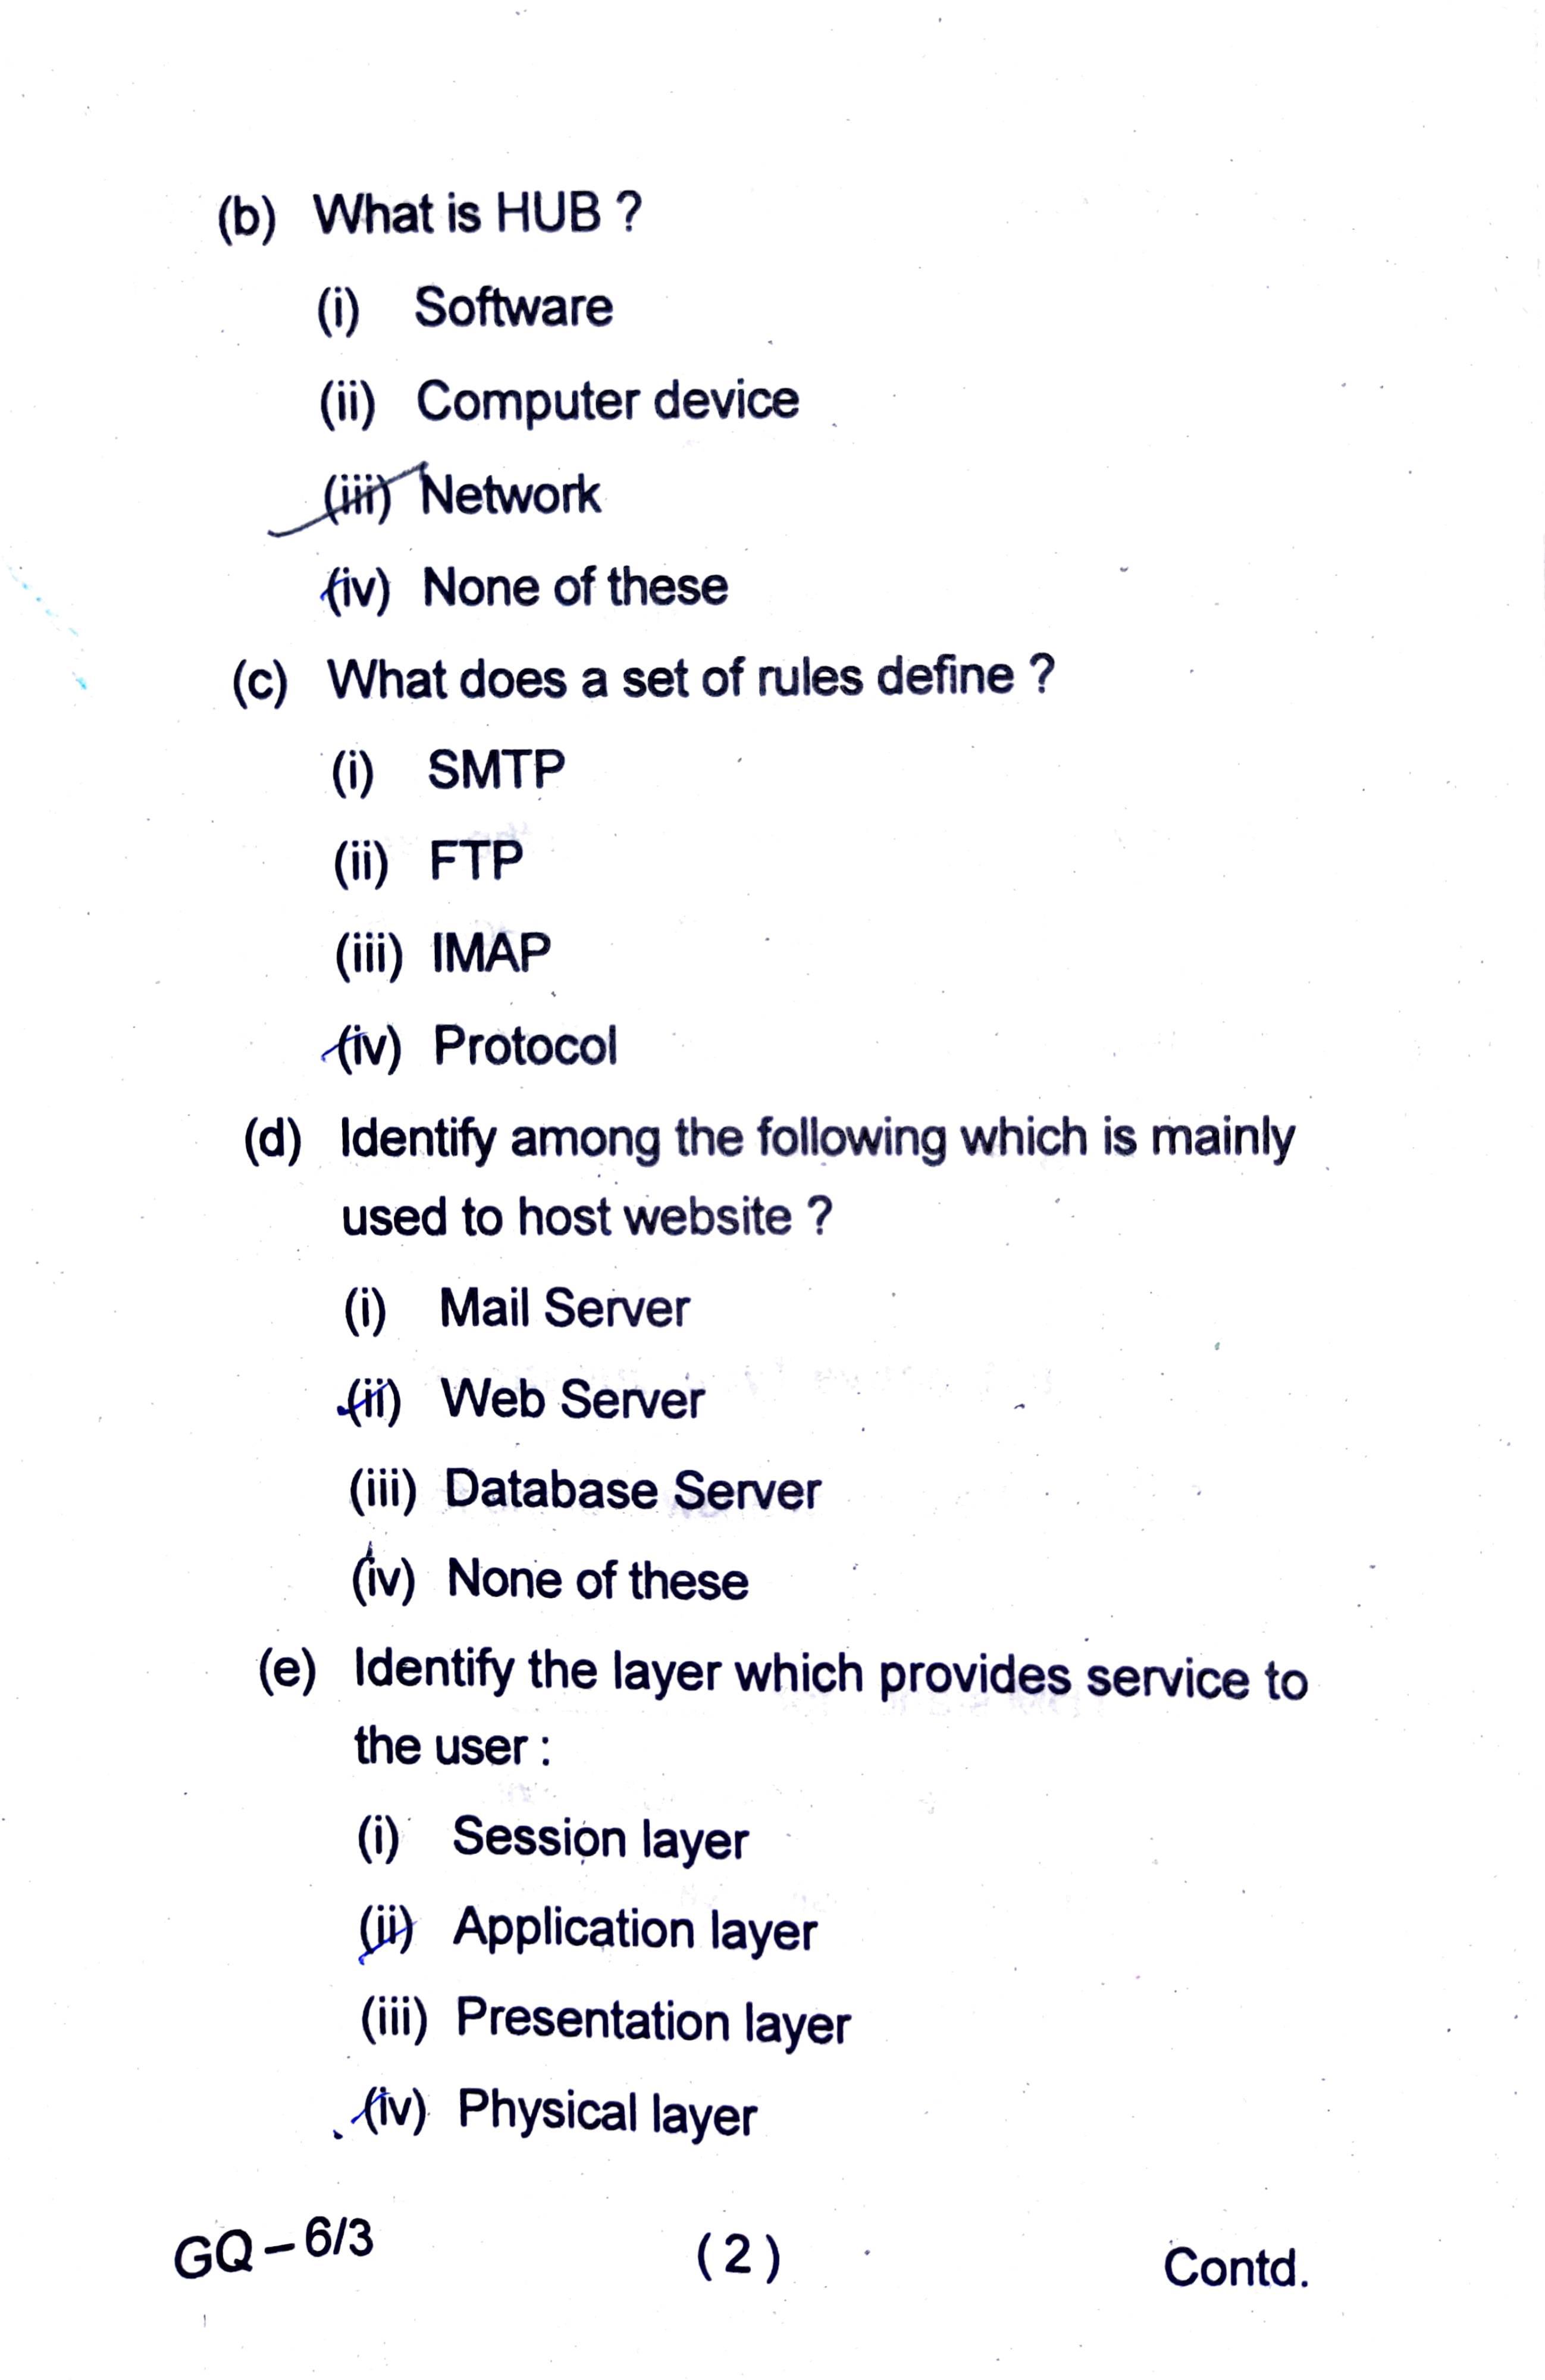 (b) What is HUB ?
(i) Software
(ii) Computer device
(iii) Network
(iv) None of these
(c) What does a set of rules define ?
(i) SMTP
(ii) FTP
(iii) IMAP
(iv) Protocol
(d) Identify among the following which is mainly
used to host website ?
(i) Mail Server
(ii) Web Server
(iii) Database Server
(iv) None of these
(e) Identify the layer which provides service to
the user :
(i) Session layer
(ii) Application layer
(iii) Presentation layer
(iv) Physical layer
GQ – 6/3 (2) Contd.